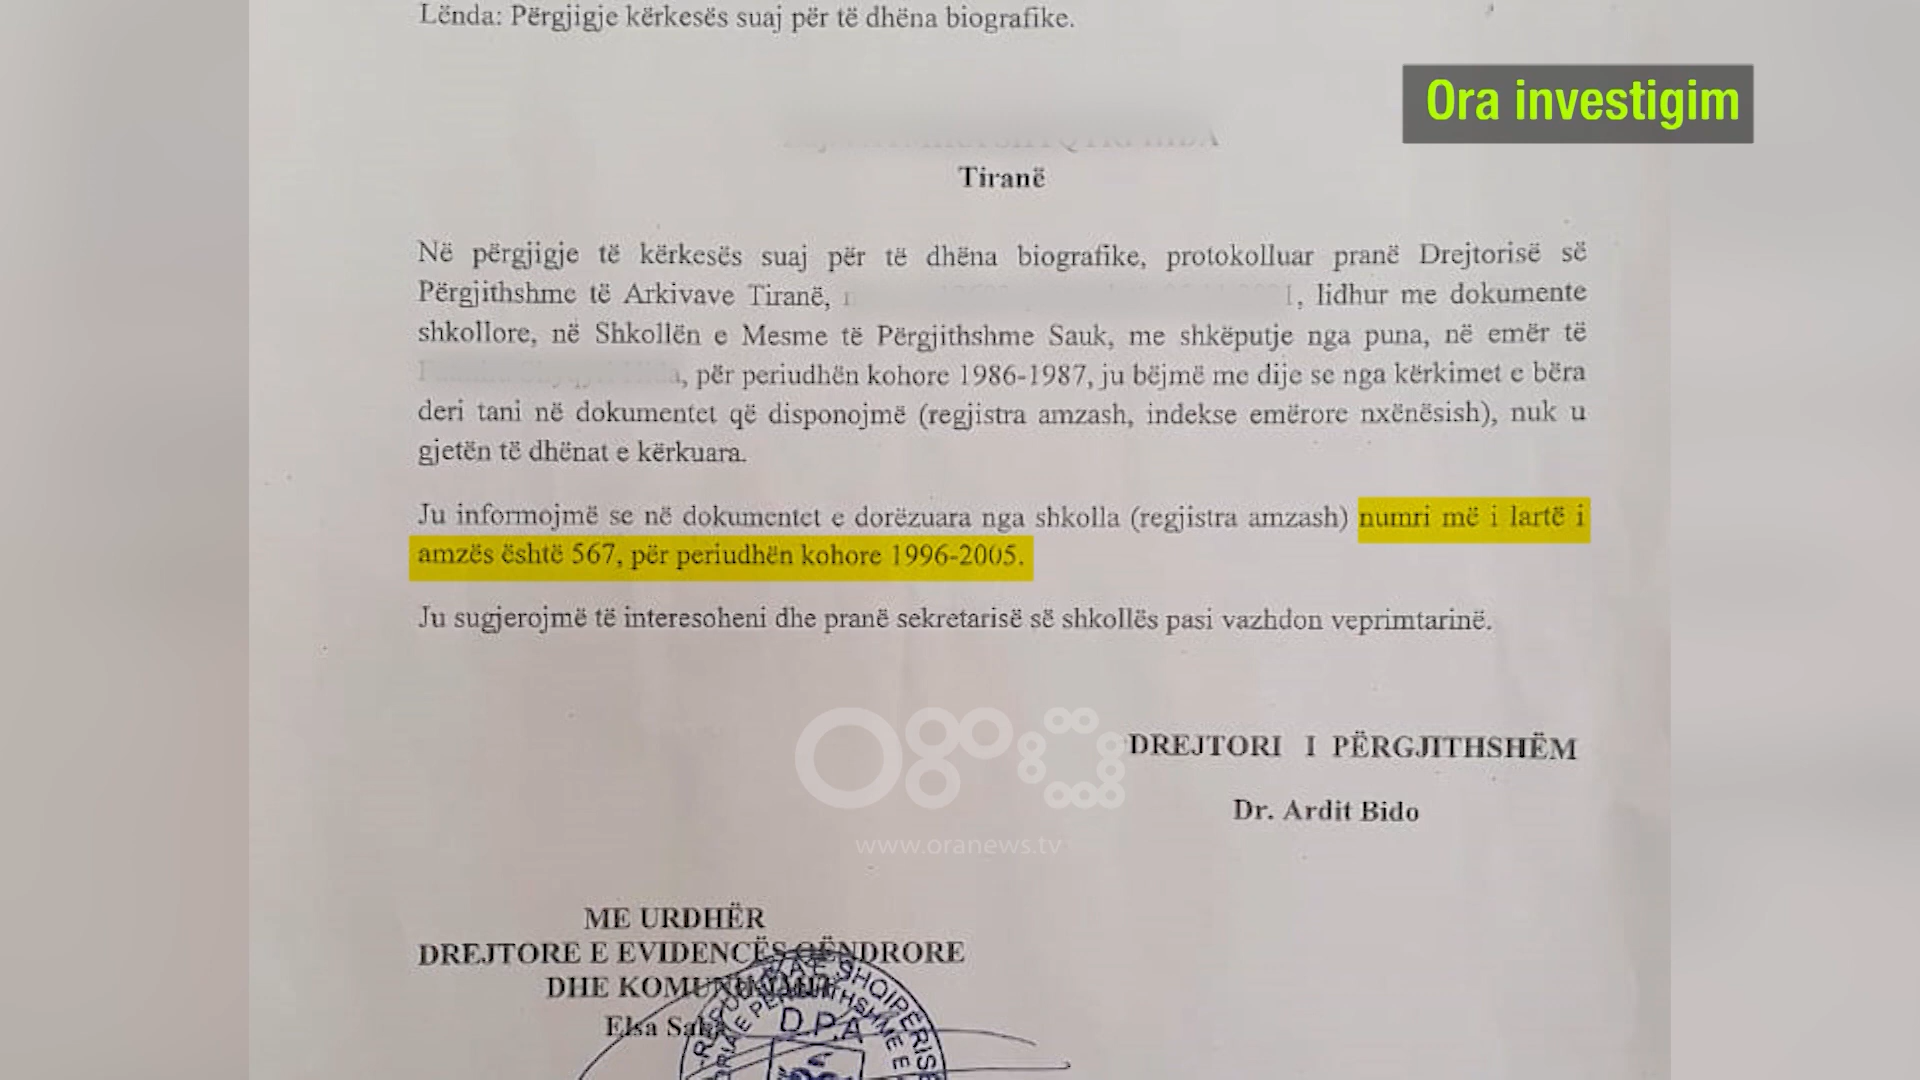 Lënda: Përgjigje kërkesës suaj për të dhëna biografike.
Ora investigim
Tiranë
Në përgjigje të kërkesës suaj për të dhëna biografike, protokolluar pranë Drejtorisë së
Përgjithshme të Arkivave Tiranë, , lidhur me dokumente
shkollore, në Shkollën e Mesme të Përgjithshme Sauk, me shkëputje nga puna, në emër të
, për periudhën kohore 1986-1987, ju bëjmë me dije se nga kërkimet e bëra
deri tani në dokumentet që disponojmë (regjistra amzash, indekse emërore nxënësish), nuk u
gjetën të dhënat e kërkuara.
Ju informojmë se në dokumentet e dorëzuara nga shkolla (regjistra amzash) numri më i lartë i
amzës është 567, për periudhën kohore 1996-2005.
Ju sugjerojmë të interesoheni dhe pranë sekretarisë së shkollës pasi vazhdon veprimtarinë.
DREJTORI I PËRGJITHSHËM
Dr. Ardit Bido
ora
www.oranews.tv
ME URDHËR
DREJTORE E EVIDENCËS QËNDRORE
DHE
Elsa
D.P.A